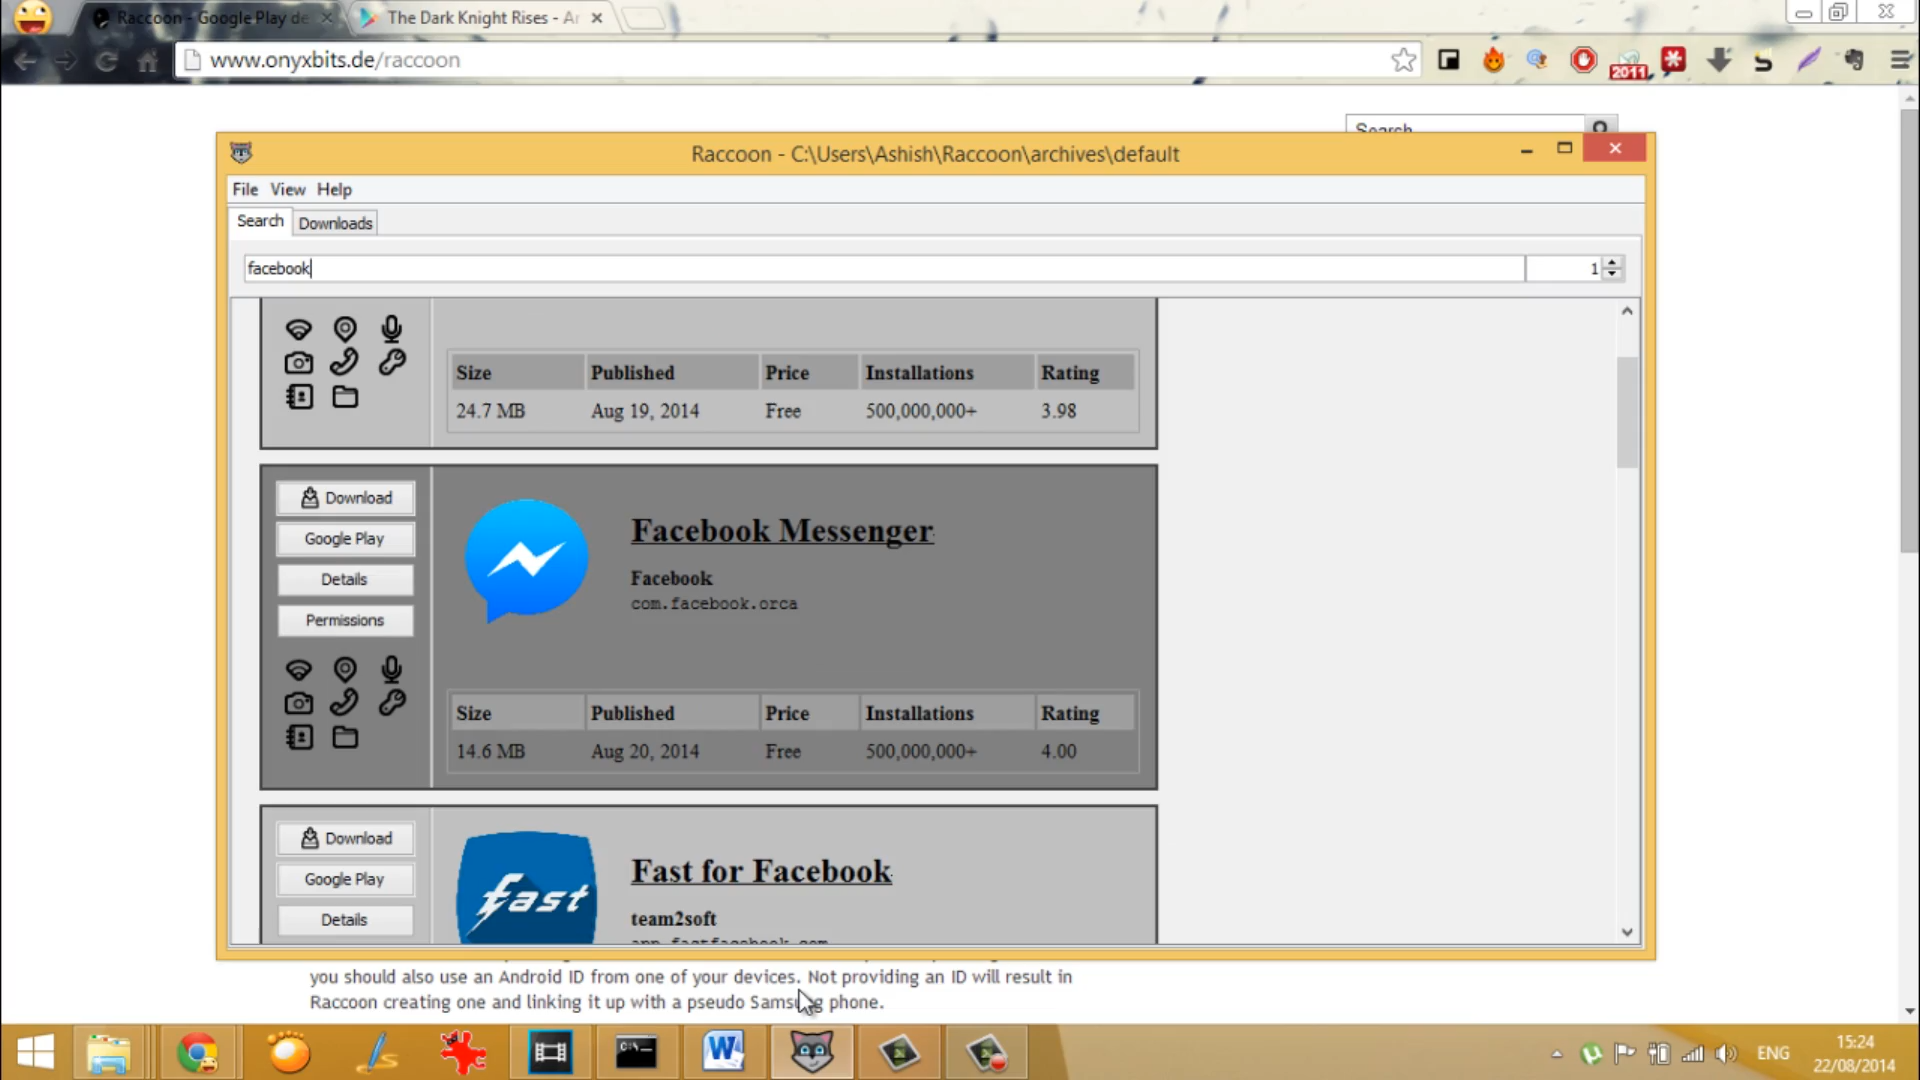 Raccoon - Google Play de
The Dark Knight Rises - Ar
www.onyxbits.de/raccoon
2011
Search
Raccoon - C:\Users\Ashish\Raccoon\archives\default
File View Help
Search Downloads
facebook
1
Size Published Price Installations Rating
24.7 MB Aug 19, 2014 Free 500,000,000+ 3.98
Download
Google Play
Details
Permissions
Facebook Messenger
Facebook
com.facebook.orca
Size Published Price Installations Rating
14.6 MB Aug 20, 2014 Free 500,000,000+ 4.00
Download
Google Play
Details
fast
Fast for Facebook
team2soft
app.fastfacebook.com
you should also use an Android ID from one of your devices. Not providing an ID will result in
Raccoon creating one and linking it up with a pseudo Samsung phone.
C:\_
W
ENG
15:24
22/08/2014